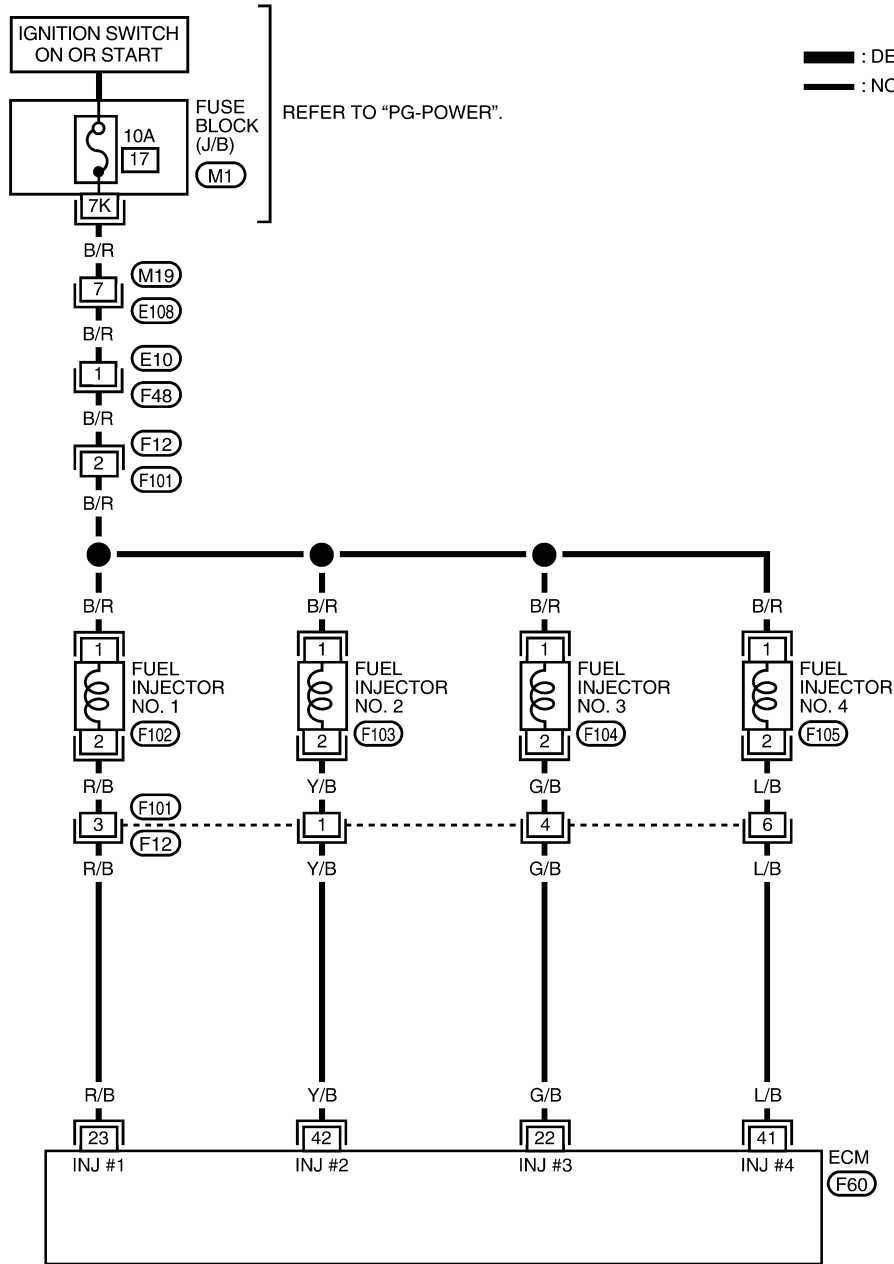 IGNITION SWITCH
ON OR START
FUSE
BLOCK
(J/B)
M1
10A
17
7K
REFER TO “PG-POWER”.
: DE
: NO
B/R
7
M19
E108
B/R
1
E10
F48
B/R
2
F12
F101
B/R
B/R B/R B/R B/R
1 1 1 1
FUEL
INJECTOR
NO. 1
F102
FUEL
INJECTOR
NO. 2
F103
FUEL
INJECTOR
NO. 3
F104
FUEL
INJECTOR
NO. 4
F105
2 2 2 2
R/B Y/B G/B L/B
F101
3 1 4 6
F12
R/B Y/B G/B L/B
R/B Y/B G/B L/B
23 42 22 41
INJ #1 INJ #2 INJ #3 INJ #4
ECM
F60